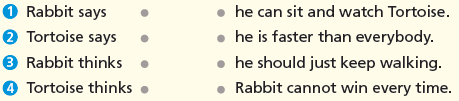 1 Rabbit says he can sit and watch Tortoise.
2 Tortoise says he is faster than everybody.
3 Rabbit thinks he should just keep walking.
4 Tortoise thinks Rabbit cannot win every time.